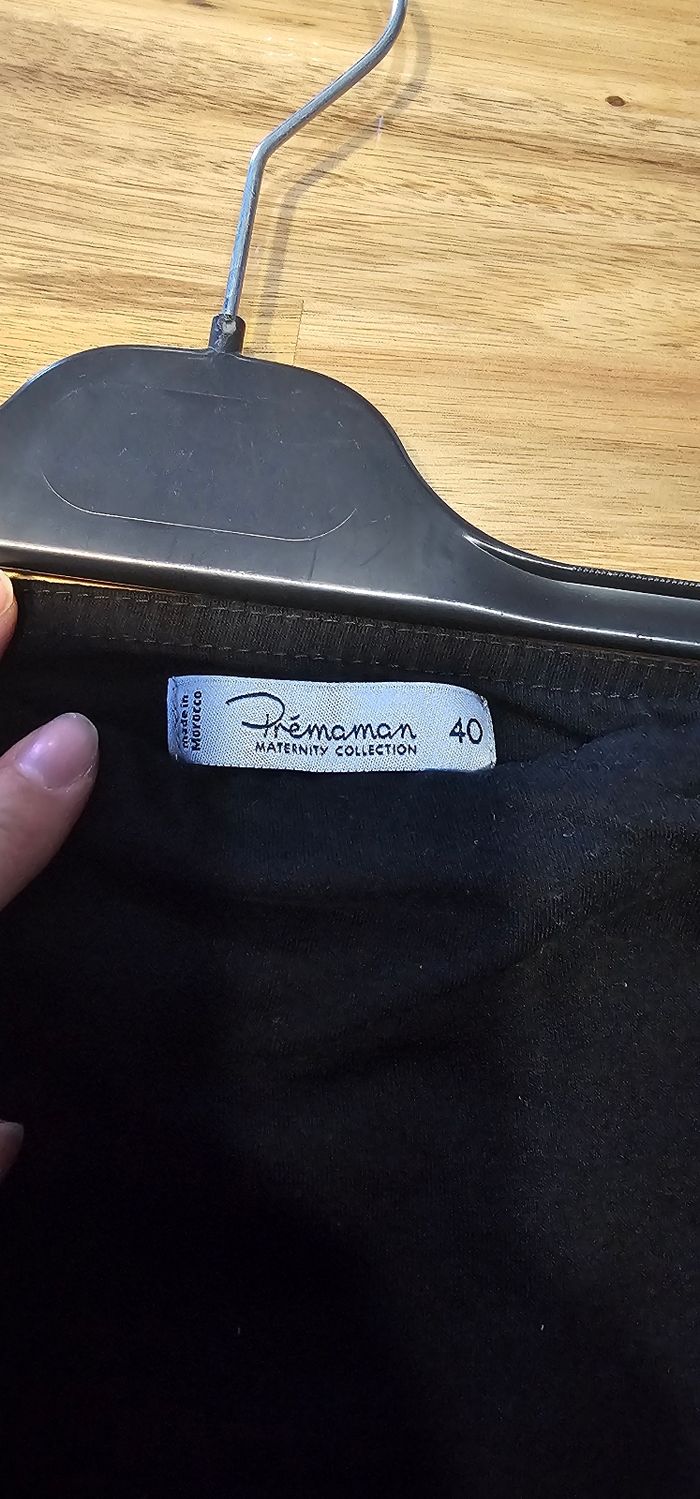 made in
Morocco
Prémaman 40
MATERNITY COLLECTION